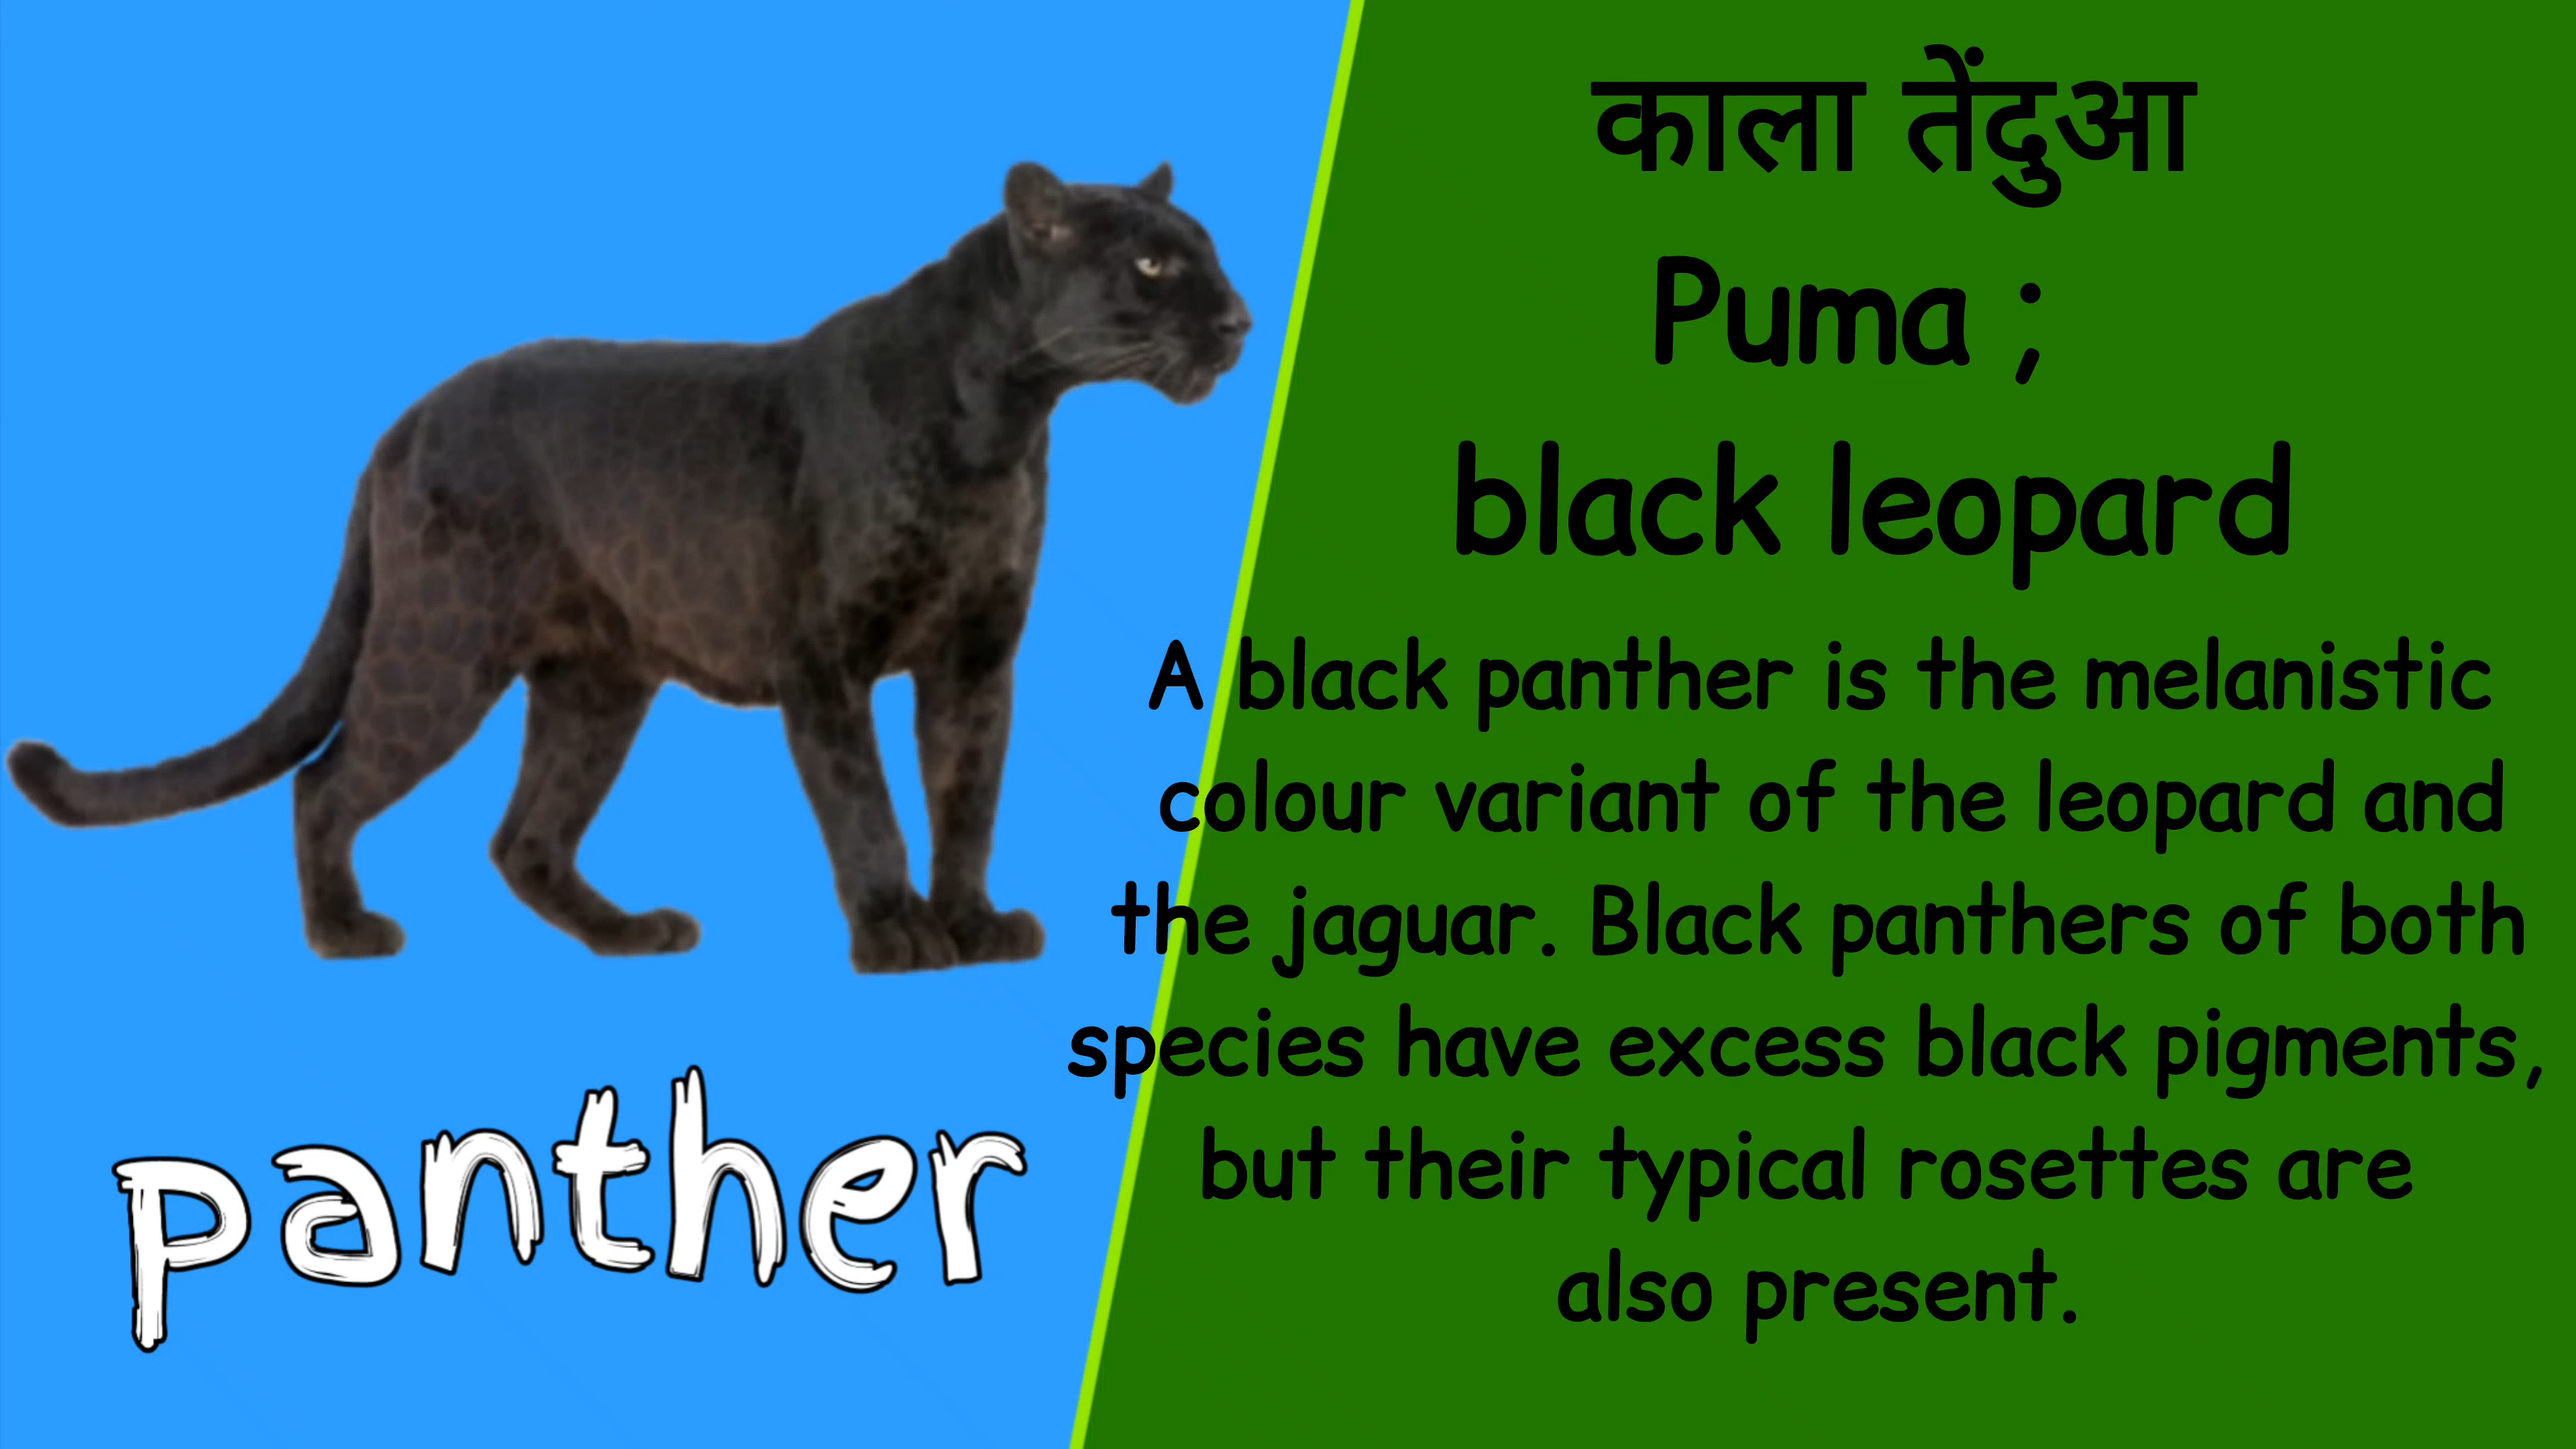 काला तेंदुआ
Puma ;
black leopard
A black panther is the melanistic
colour variant of the leopard and
the jaguar. Black panthers of both
species have excess black pigments,
but their typical rosettes are
also present.
panther